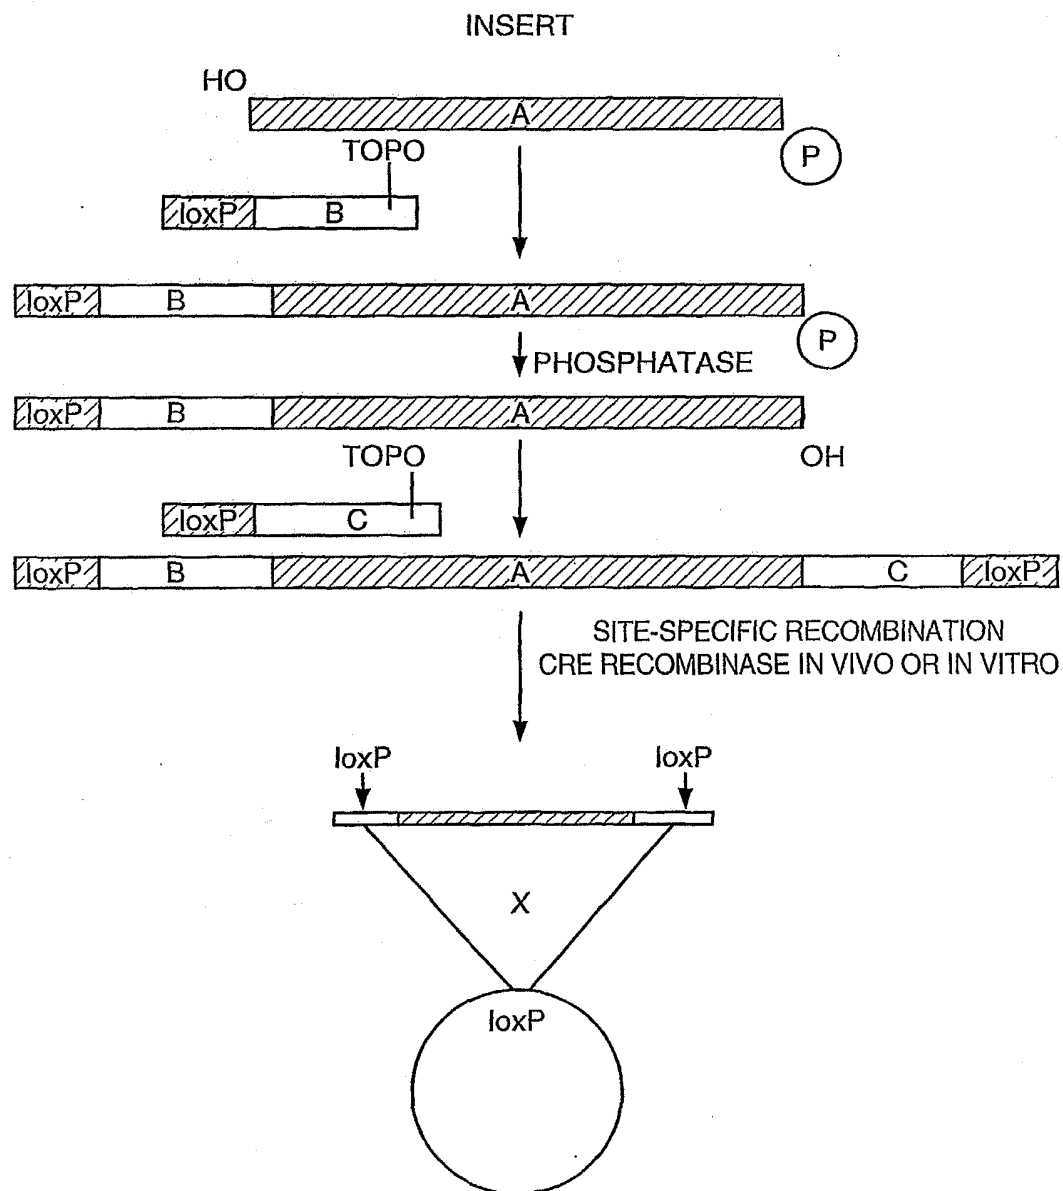 INSERT
HO
A
TOPO
P
loxP B
loxP B A
P
PHOSPHATASE
loxP B A
TOPO
OH
loxP C
loxP B A C loxP
SITE-SPECIFIC RECOMBINATION
CRE RECOMBINASE IN VIVO OR IN VITRO
loxP loxP
X
loxP